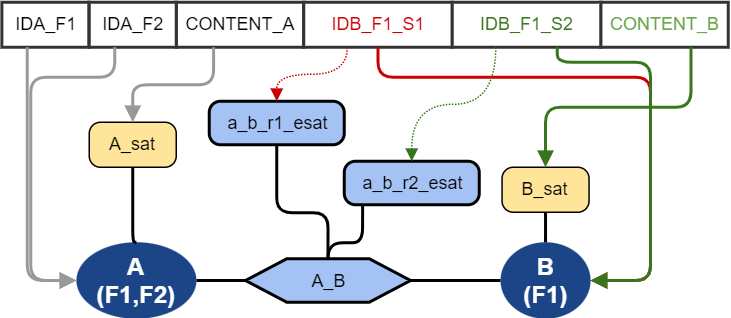 IDA_F1 IDA_F2 CONTENT_A IDB_F1_S1 IDB_F1_S2 CONTENT_B
a_b_r1_esat
A_sat
a_b_r2_esat
B_sat
A
(F1,F2)
A_B
B
(F1)